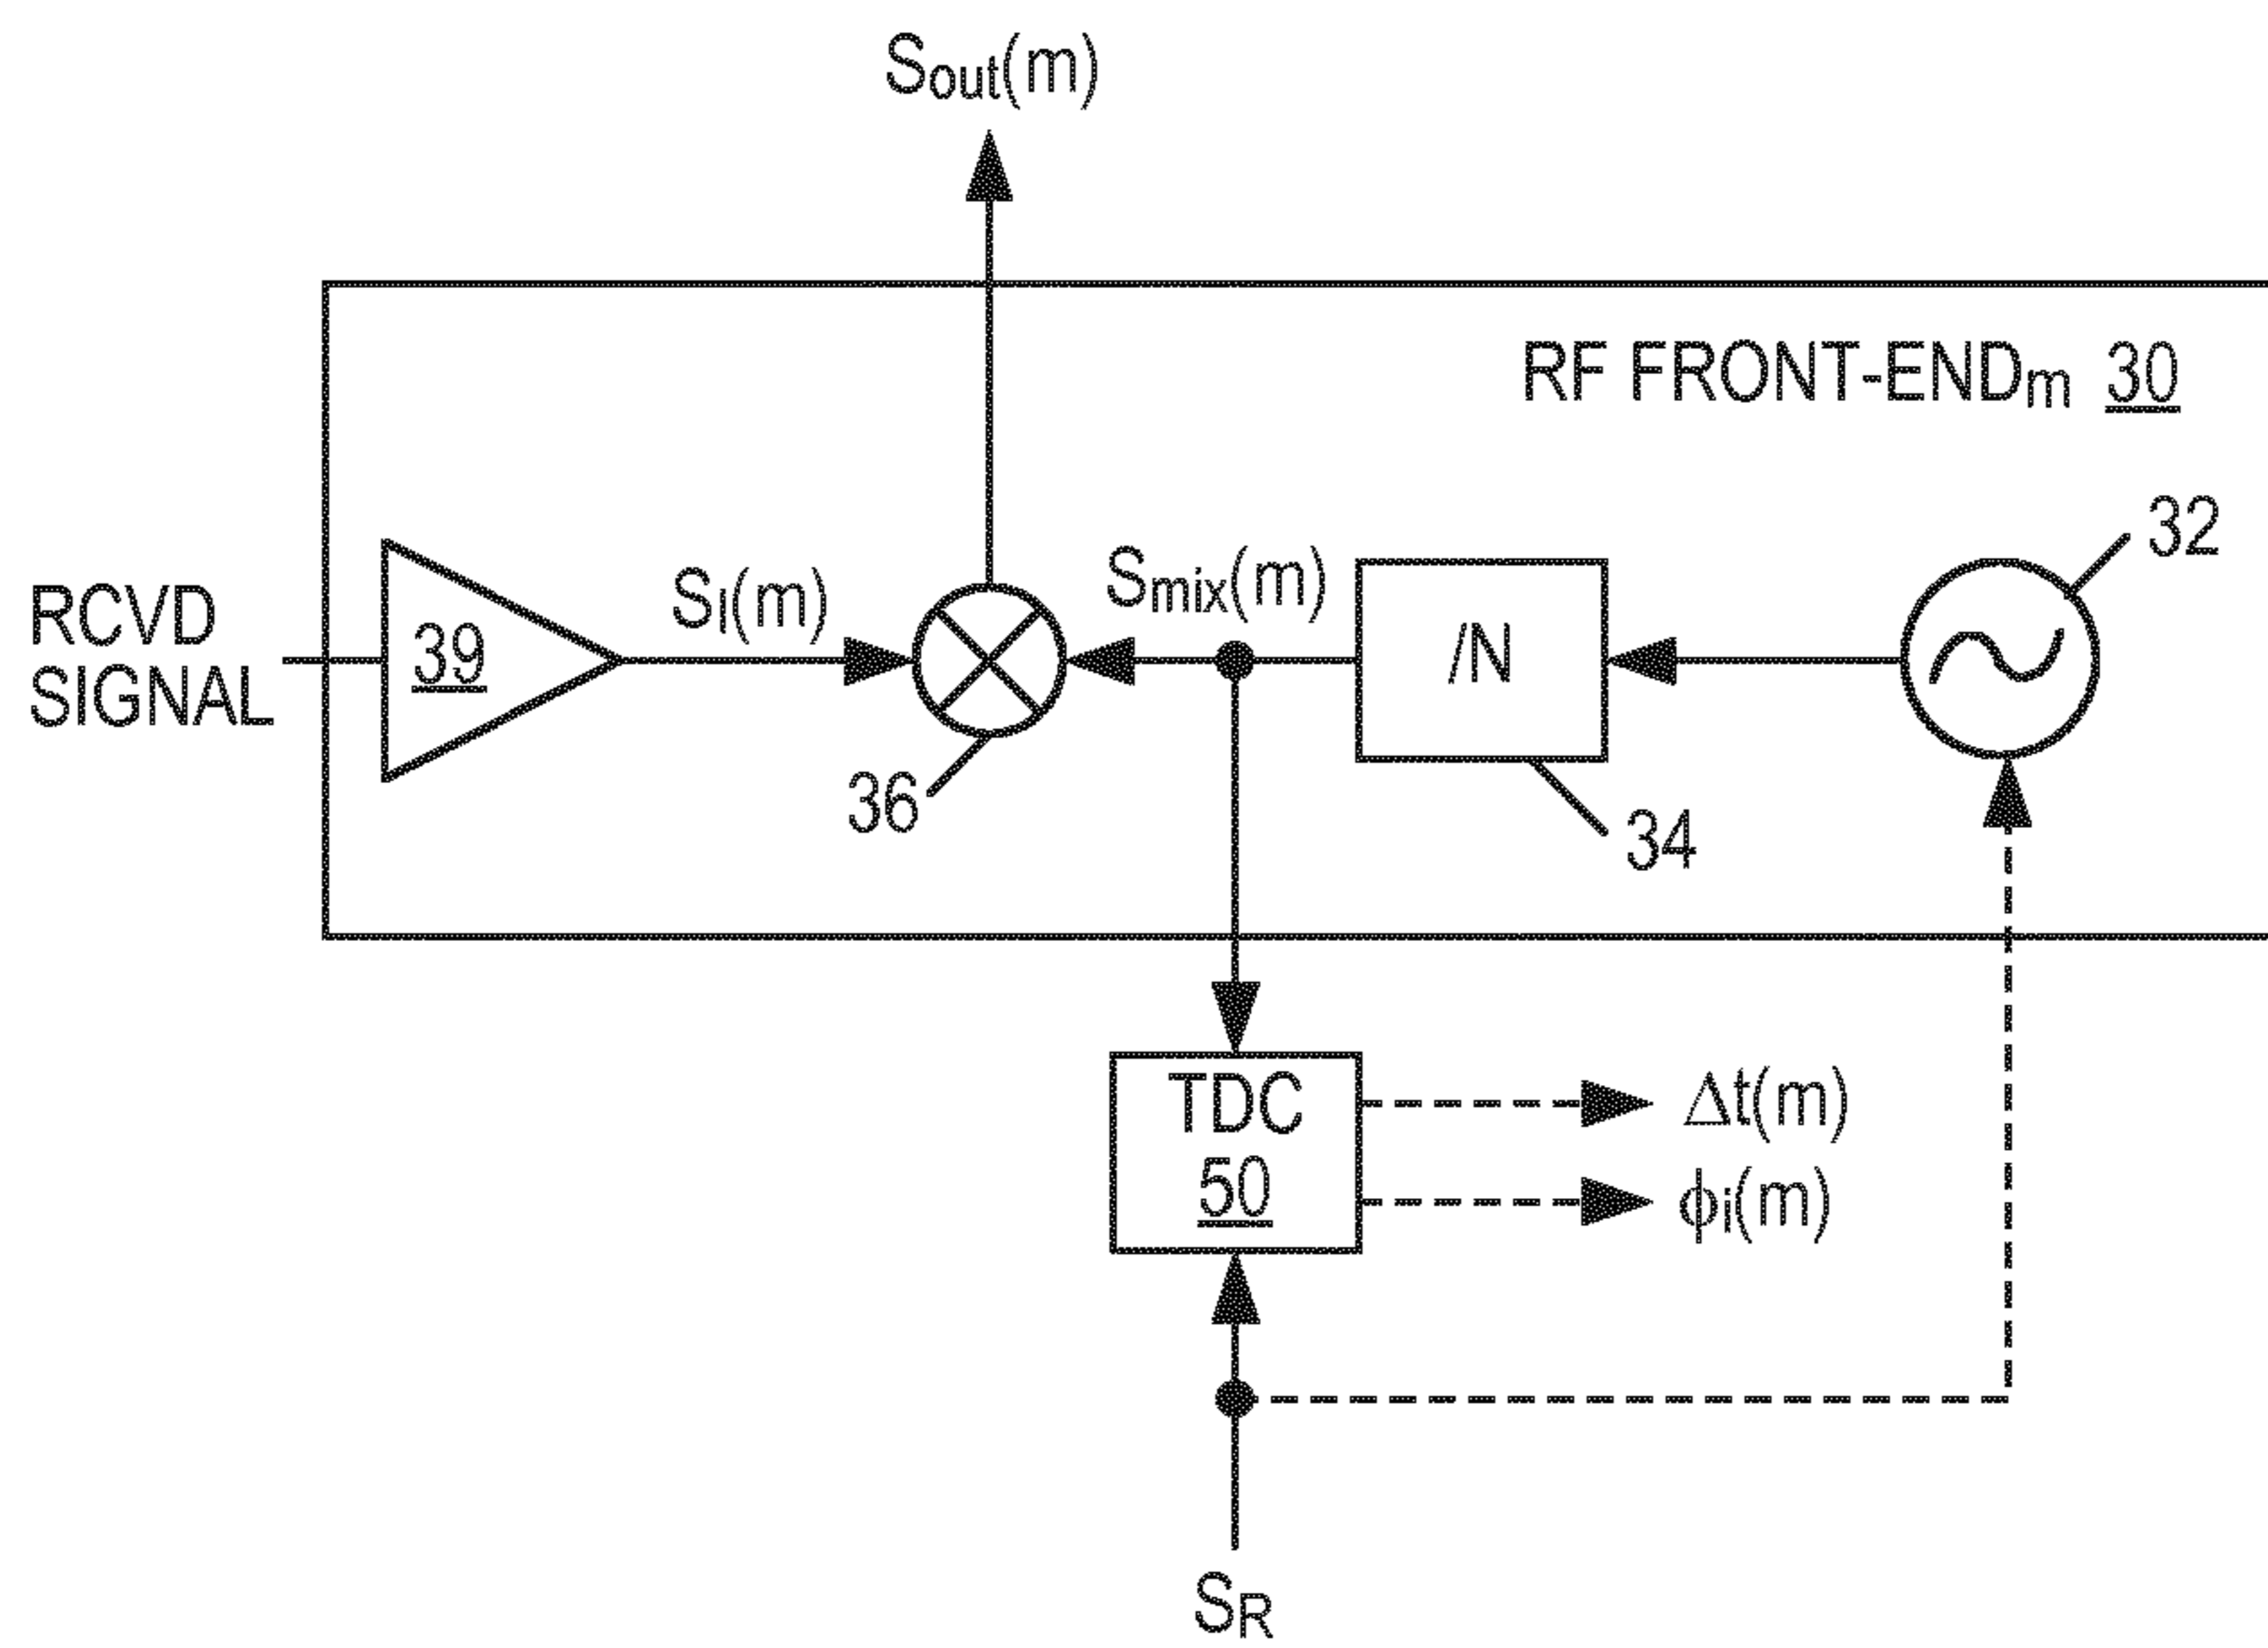 Sout(m)
RF FRONT-ENDm 30
32
RCVD
SIGNAL
39
SI(m)
Smix(m)
/N
36
34
TDC
50
Δt(m)
ϕi(m)
SR